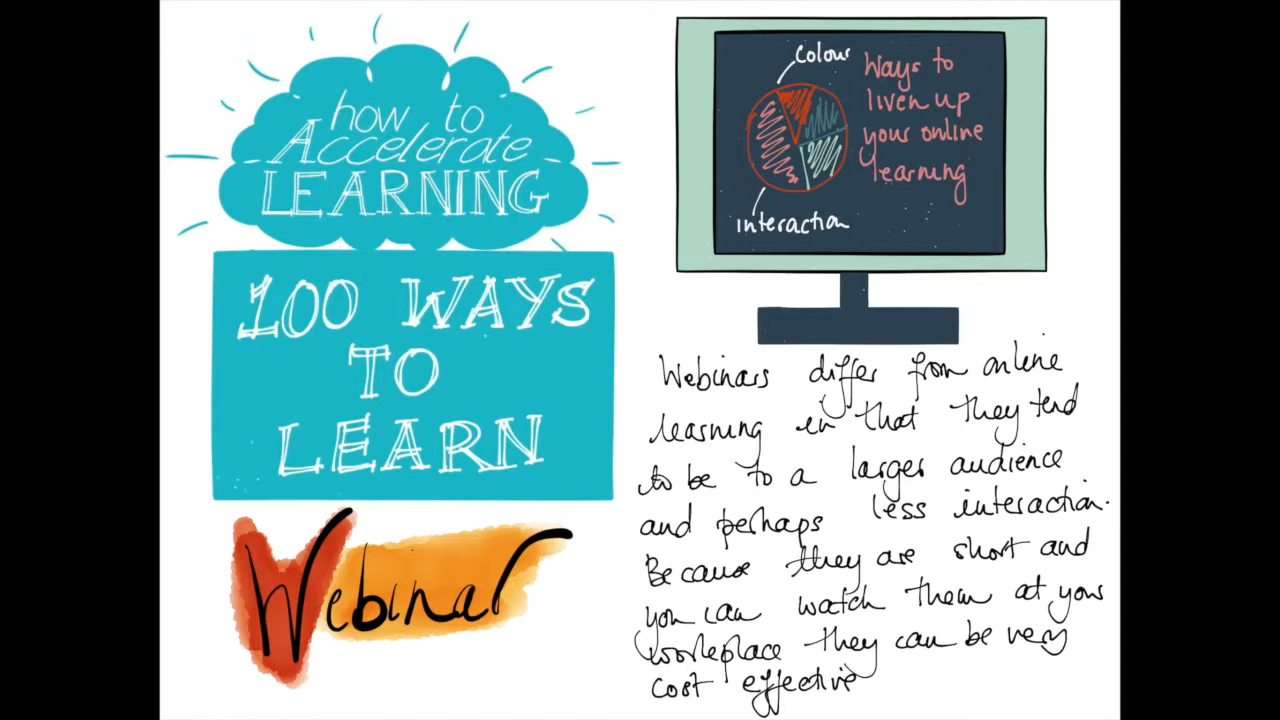 how to
Accelerate
LEARNING
100 WAYS
TO
LEARN
Webinar
Colour
Ways to
liven up
your online
learning
interaction
Webinars differ from online
learning in that they tend
to be to a larger audience
and perhaps less interaction.
Because they are short and
you can watch them at your
workplace they can be very
cost effective